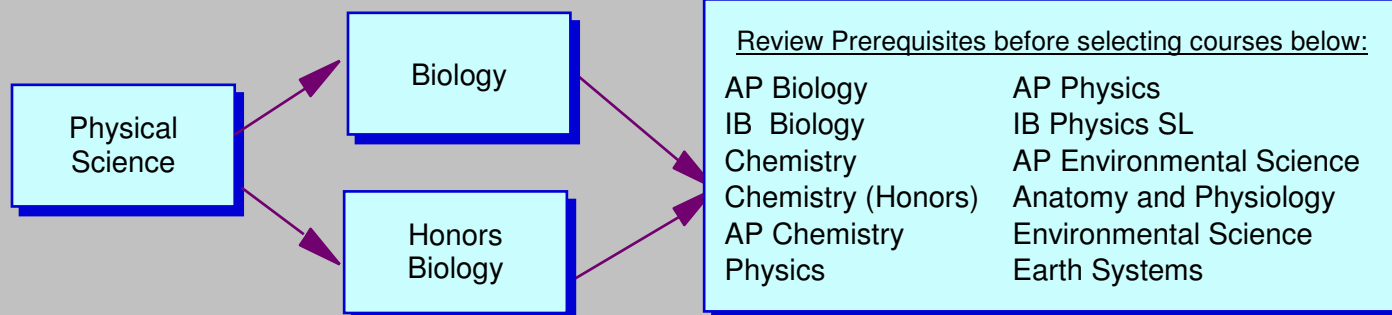 Physical
Science
Biology
Honors
Biology
Review Prerequisites before selecting courses below:
AP Biology
IB Biology
Chemistry
Chemistry (Honors)
AP Chemistry
Physics
AP Physics
IB Physics SL
AP Environmental Science
Anatomy and Physiology
Environmental Science
Earth Systems